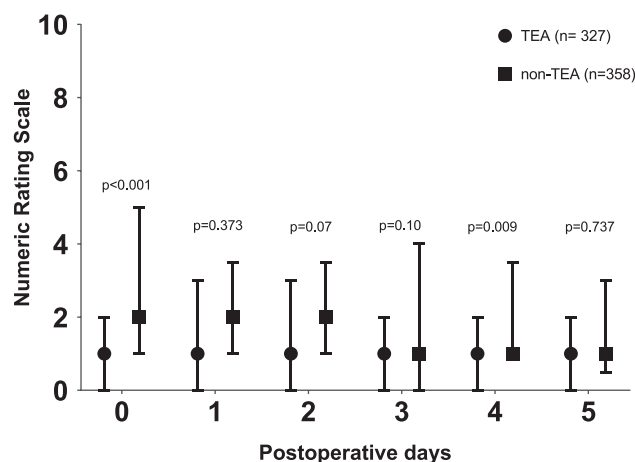 10
TEA (n= 327)
non-TEA (n=358)
8
Numeric Rating Scale
6
p<0.001
p=0.373
p=0.07
p=0.10
p=0.009
p=0.737
4
2
0
0 1 2 3 4 5
Postoperative days